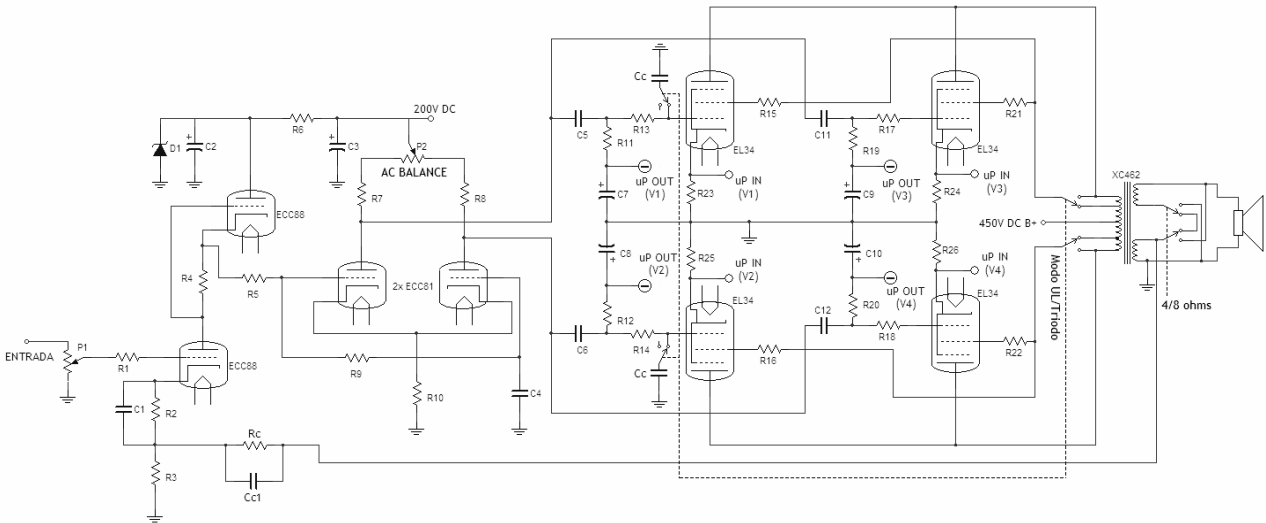 200V DC
R6
D1
C2
C3
P2
AC BALANCE
R7
R8
ECC88
R4
R5
2x ECC81
ENTRADA
P1
R1
ECC88
R9
R10
C4
C1
R2
R3
Rc
Cc1
Cc
C5
R13
R11
R15
C11
R17
R19
R21
EL34
EL34
uP OUT
(V1)
uP IN
(V1)
uP OUT
(V3)
uP IN
(V3)
C7
R23
C9
R24
XC462
450V DC B+
C8
R25
C10
R26
uP OUT
(V2)
uP IN
(V2)
uP OUT
(V4)
uP IN
(V4)
EL34
EL34
R12
R20
C6
R14
C12
R18
R16
R22
Cc
Modo UL/Triodo
4/8 ohms